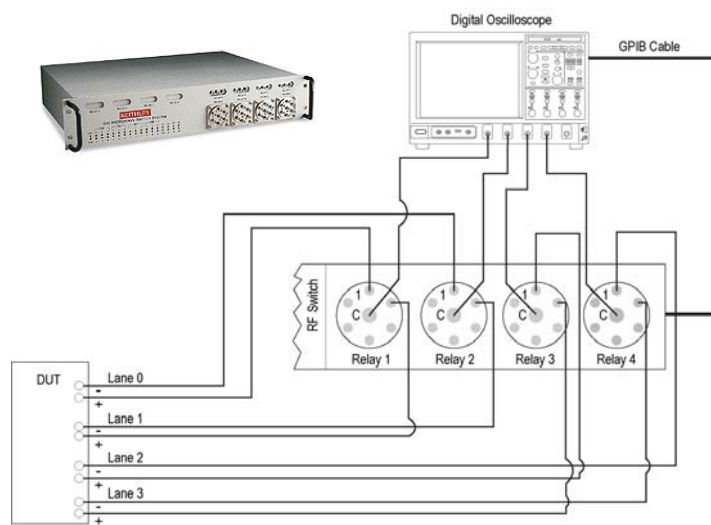 Digital Oscilloscope
GPIB Cable
KEITHLEY
RF Switch
1
C
Relay 1
1
C
Relay 2
1
C
Relay 3
1
C
Relay 4
DUT
Lane 0
-
+
Lane 1
-
+
Lane 2
-
+
Lane 3
-
+